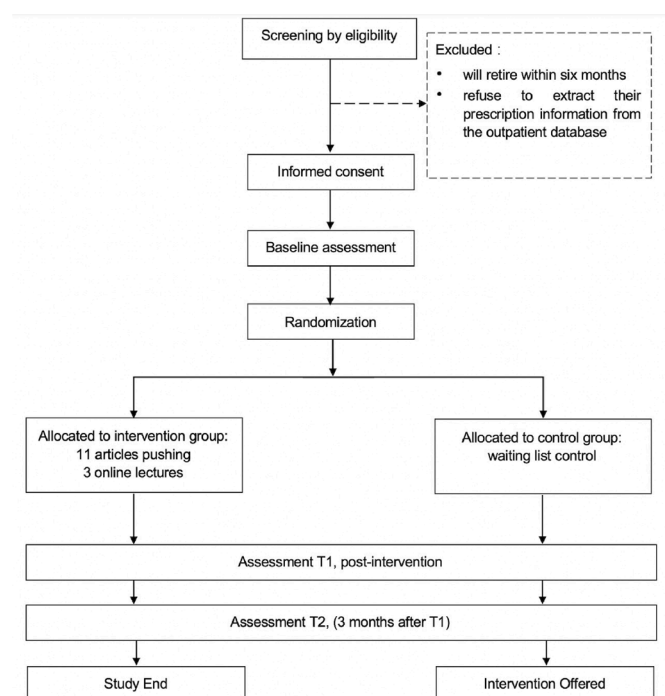 Screening by eligibility
Excluded :
• will retire within six months
• refuse to extract their
prescription information from
the outpatient database
Informed consent
Baseline assessment
Randomization
Allocated to intervention group:
11 articles pushing
3 online lectures
Allocated to control group:
waiting list control
Assessment T1, post-intervention
Assessment T2, (3 months after T1)
Study End
Intervention Offered